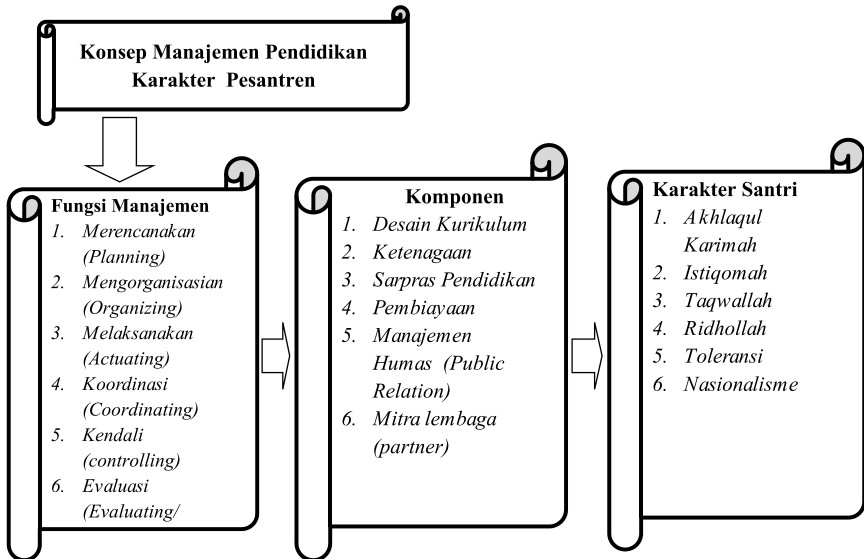 Konsep Manajemen Pendidikan
Karakter Pesantren
Fungsi Manajemen
1. Merencanakan
(Planning)
2. Mengorganisasian
(Organizing)
3. Melaksanakan
(Actuating)
4. Koordinasi
(Coordinating)
5. Kendali
(controlling)
6. Evaluasi
(Evaluating/
Komponen
1. Desain Kurikulum
2. Ketenagaan
3. Sarpras Pendidikan
4. Pembiayaan
5. Manajemen
Humas (Public
Relation)
6. Mitra lembaga
(partner)
Karakter Santri
1. Akhlaqul
Karimah
2. Istiqomah
3. Taqwallah
4. Ridhollah
5. Toleransi
6. Nasionalisme